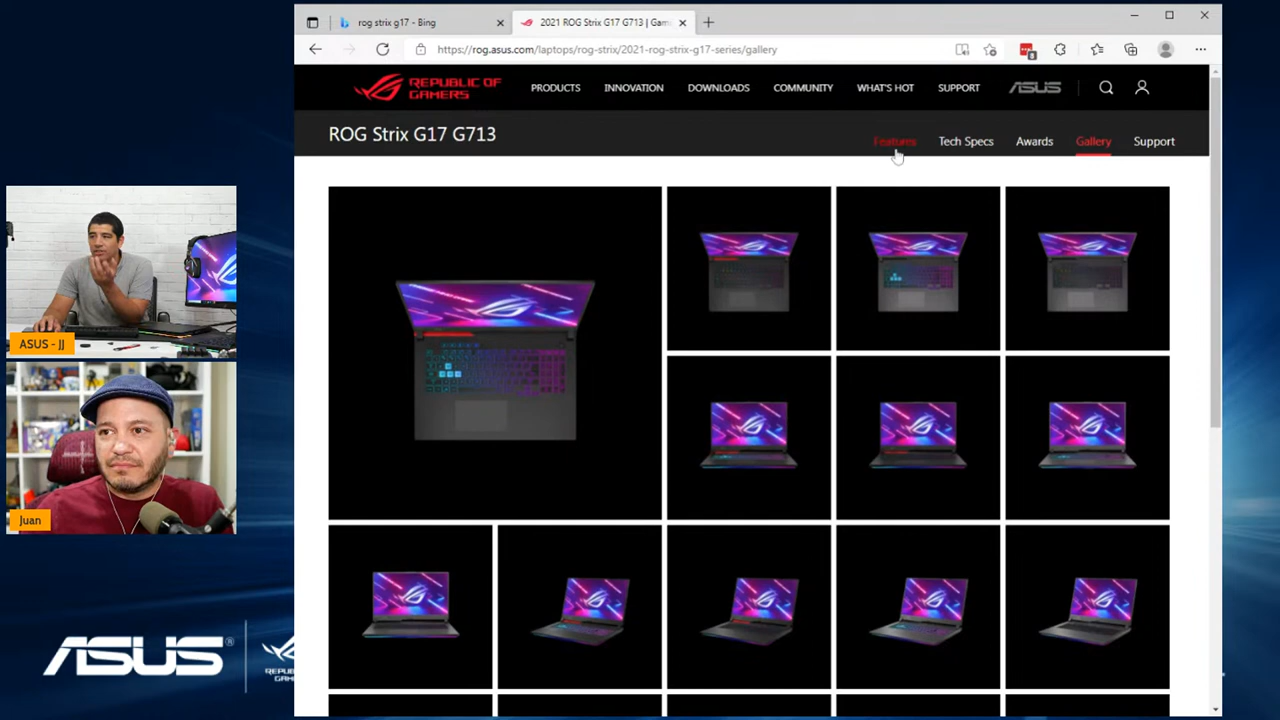 rog strix g17 - Bing
2021 ROG Strix G17 G713 | Gam
https://rog.asus.com/laptops/rog-strix/2021-rog-strix-g17-series/gallery
REPUBLIC OF
GAMERS
PRODUCTS
INNOVATION
DOWNLOADS
COMMUNITY
WHAT'S HOT
SUPPORT
ASUS
ROG Strix G17 G713
Features
Tech Specs
Awards
Gallery
Support
ASUS - JJ
Juan
ASUS®